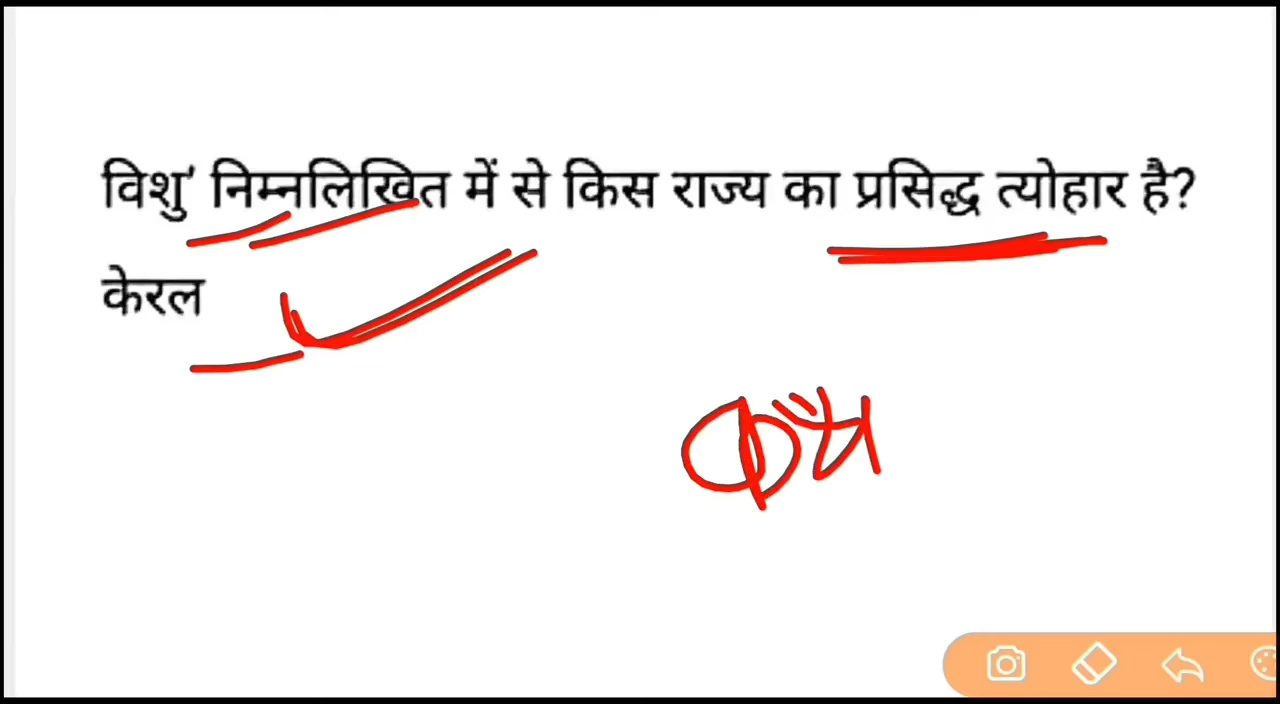 विशु' निम्नलिखित में से किस राज्य का प्रसिद्ध त्योहार है?
केरल